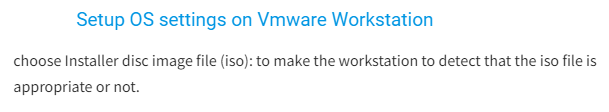 Setup OS settings on Vmware Workstation
choose Installer disc image file (iso): to make the workstation to detect that the iso file is
appropriate or not.